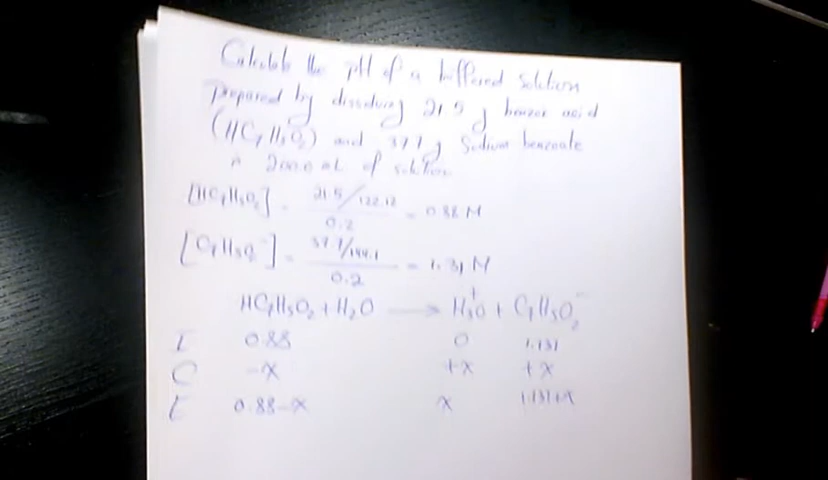 Calculate the pH of a buffered solution
prepared by dissolving 21.5 g benzoic acid
(HC7H5O2) and 37.7 g Sodium benzoate
in 200.0 mL of solution
[HC7H5O2] = 21.5/122.12 / 0.2 = 0.88 M
[C7H5O2-] = 37.7/144.1 / 0.2 = 1.31 M
HC7H5O2 + H2O → H3O+ + C7H5O2-
I 0.88 0 1.131
C -x +x +x
E 0.88-x x 1.131+x